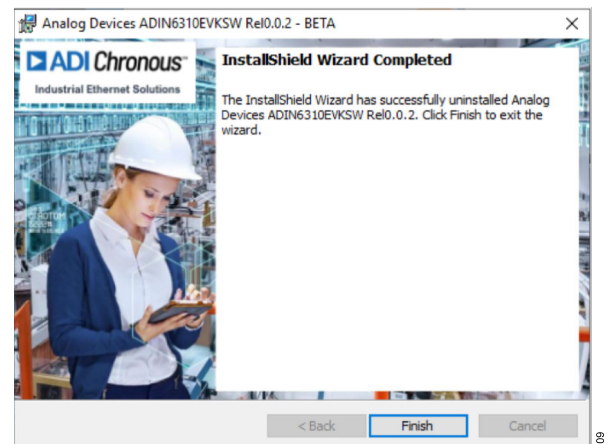 Analog Devices ADIN6310EVKSW Rel0.0.2 - BETA
ADI Chronous™
Industrial Ethernet Solutions
InstallShield Wizard Completed
The InstallShield Wizard has successfully uninstalled Analog
Devices ADIN6310EVKSW Rel0.0.2. Click Finish to exit the
wizard.
< Back
Finish
Cancel
09